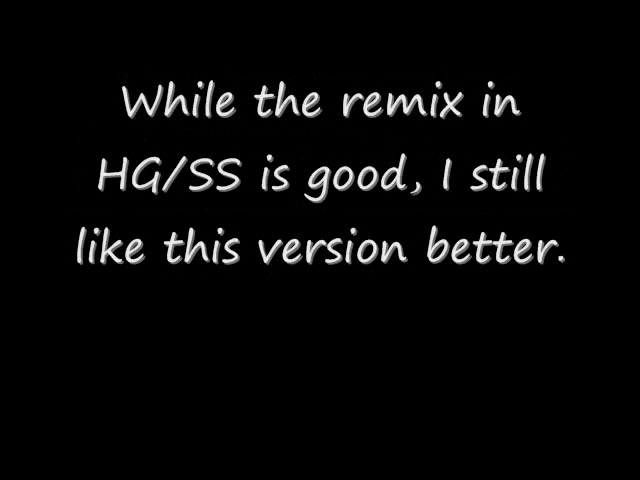 While the remix in
HG/SS is good, I still
like this version better.